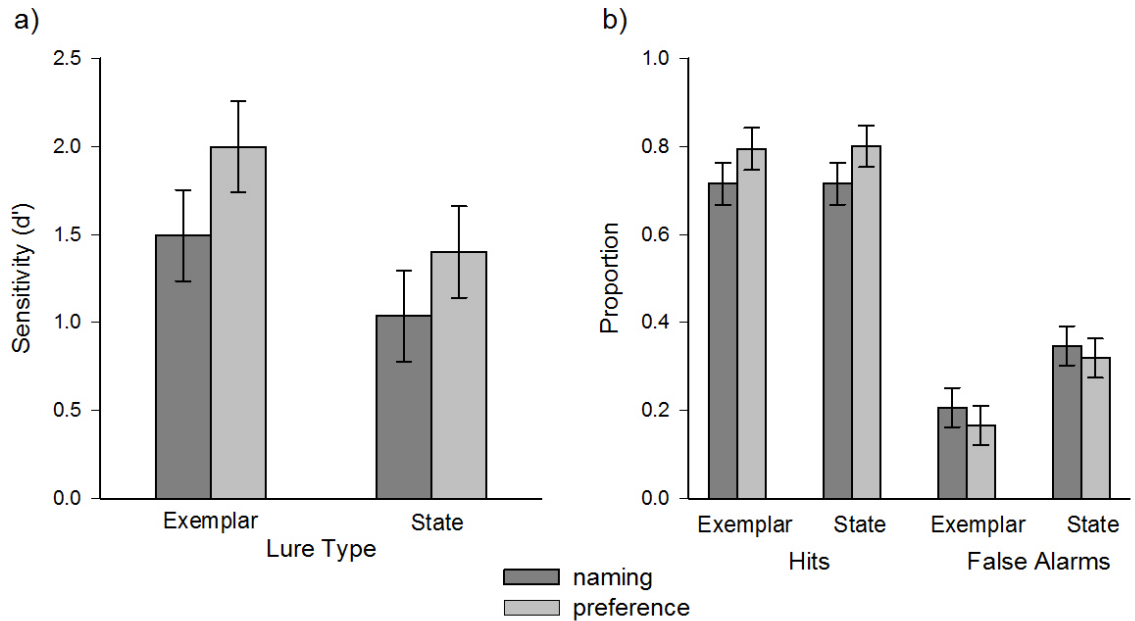 a)
2.5
2.0
1.5
1.0
0.5
0.0
Sensitivity (d')
Exemplar State
Lure Type
b)
1.0
0.8
0.6
0.4
0.2
0.0
Proportion
Exemplar State Exemplar State
Hits False Alarms
naming
preference